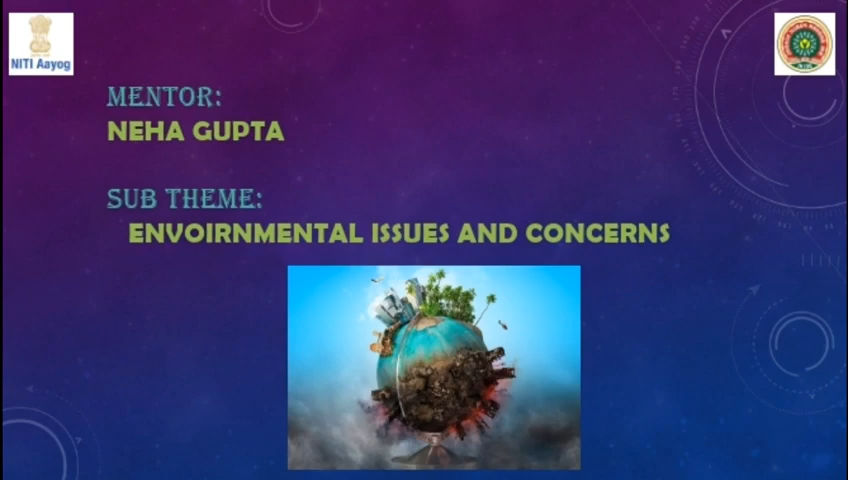 NITI Aayog
MENTOR:
NEHA GUPTA
SUB THEME:
ENVOIRNMENTAL ISSUES AND CONCERNS